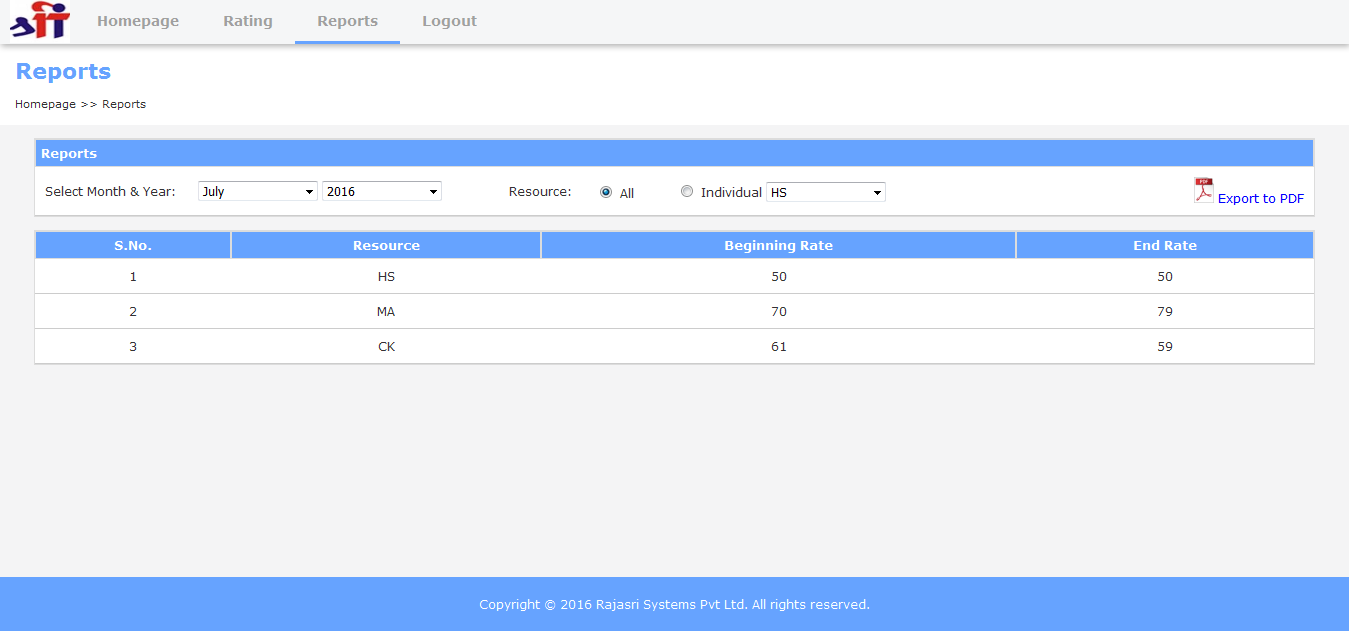 Homepage Rating Reports Logout
Reports
Homepage >> Reports
Reports
Select Month & Year: July 2016 Resource: All Individual HS Export to PDF
S.No. Resource Beginning Rate End Rate
1 HS 50 50
2 MA 70 79
3 CK 61 59
Copyright © 2016 Rajasri Systems Pvt Ltd. All rights reserved.